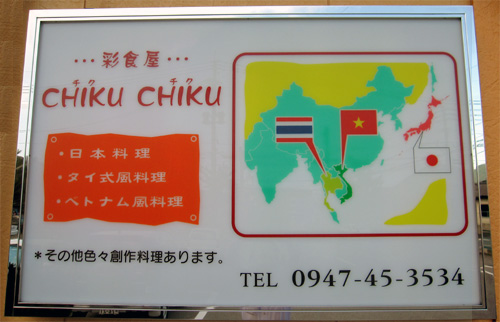 …彩食屋…
チク チク
CHIKU CHIKU
・日本料理
・タイ式風料理
・ベトナム風料理
*その他色々創作料理あります。
TEL 0947-45-3534